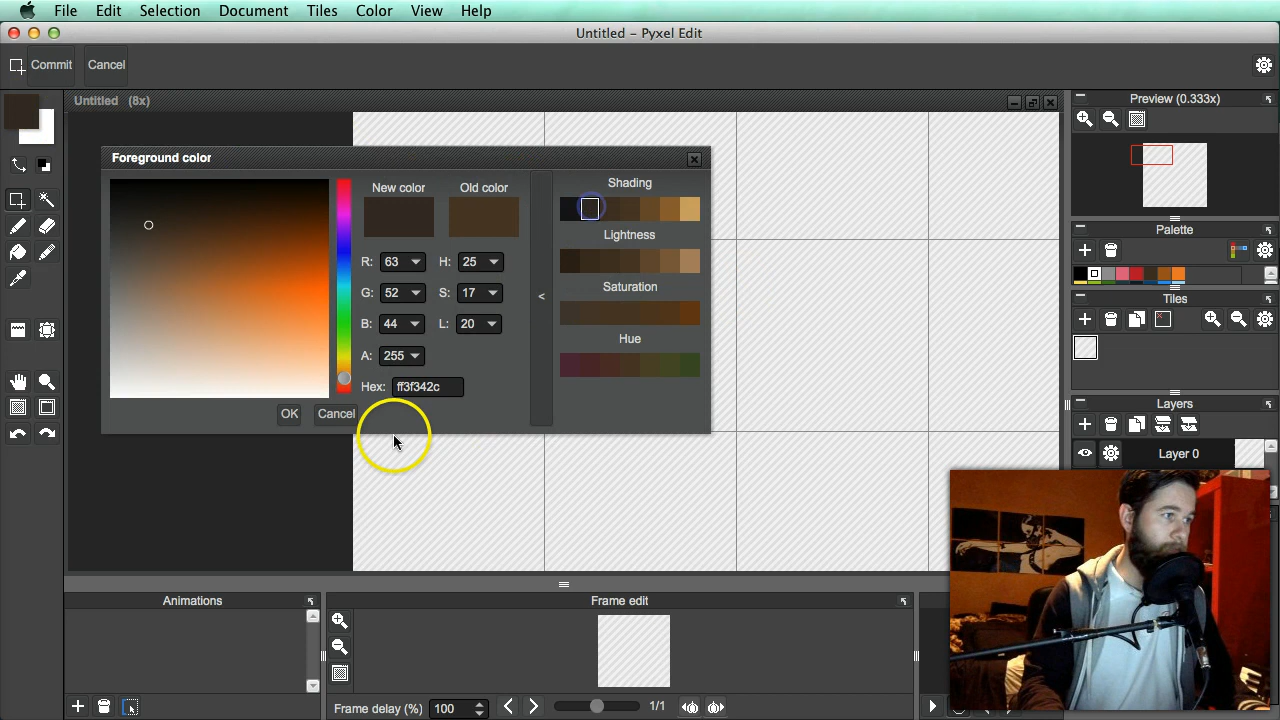 File Edit Selection Document Tiles Color View Help
Untitled - Pyxel Edit
Commit Cancel
Untitled (8x)
Preview (0.333x)
Foreground color
New color Old color
Shading
Lightness
Saturation
Hue
R: 63 H: 25
G: 52 S: 17
B: 44 L: 20
A: 255
Hex: ff3f342c
<
OK Cancel
Palette
Tiles
Layers
Layer 0
Animations
Frame edit
Frame delay (%) 100
1/1